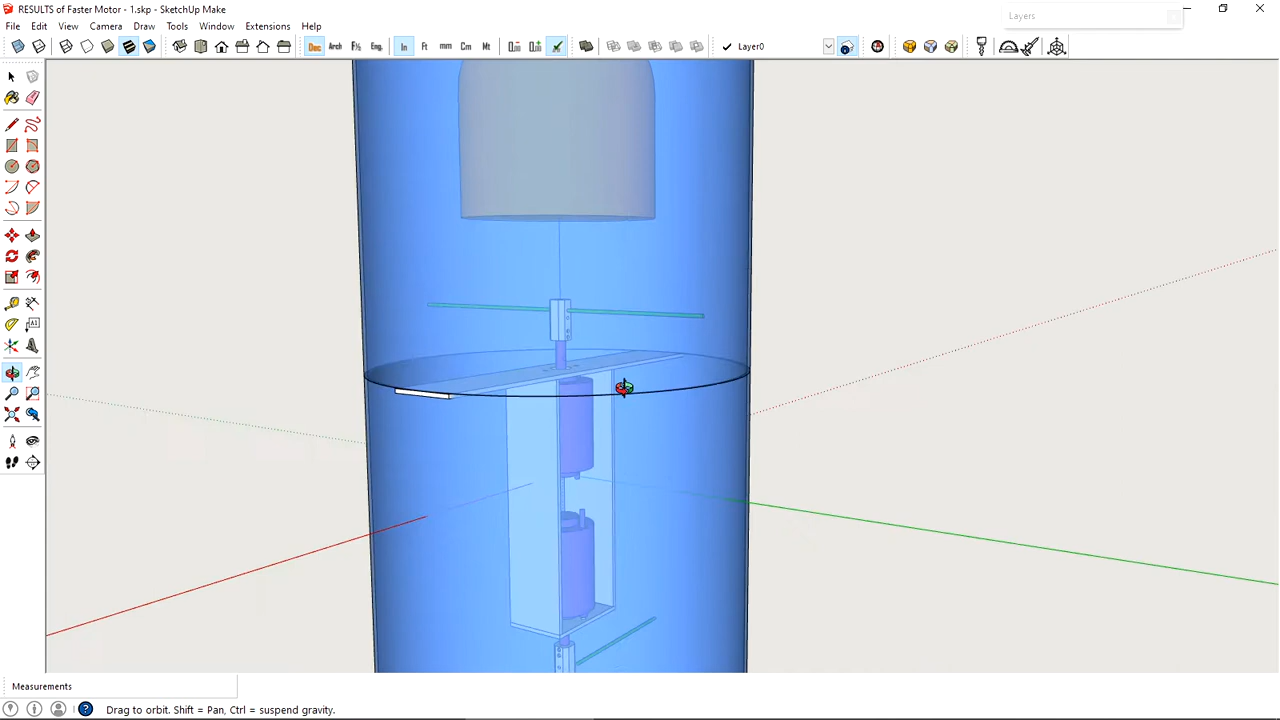 RESULTS of Faster Motor - 1.skp - SketchUp Make
Layers
File Edit View Camera Draw Tools Window Extensions Help
Dec Arch Eng. In Ft mm Cm Mt Layer0
A1
Measurements
Drag to orbit. Shift = Pan, Ctrl = suspend gravity.